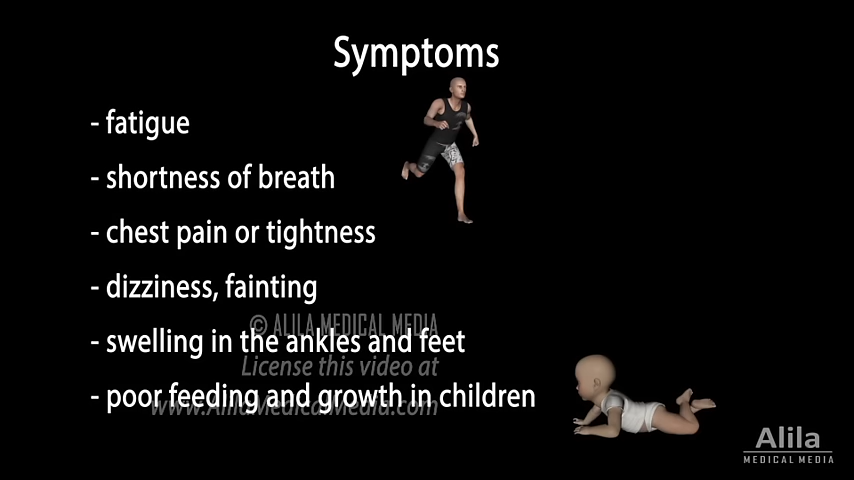 Symptoms
- fatigue
- shortness of breath
- chest pain or tightness
- dizziness, fainting
© ALILA MEDICAL MEDIA
- swelling in the ankles and feet
License this video at
- poor feeding and growth in children
www.AlilaMedicalMedia.com
Alila
MEDICAL MEDIA